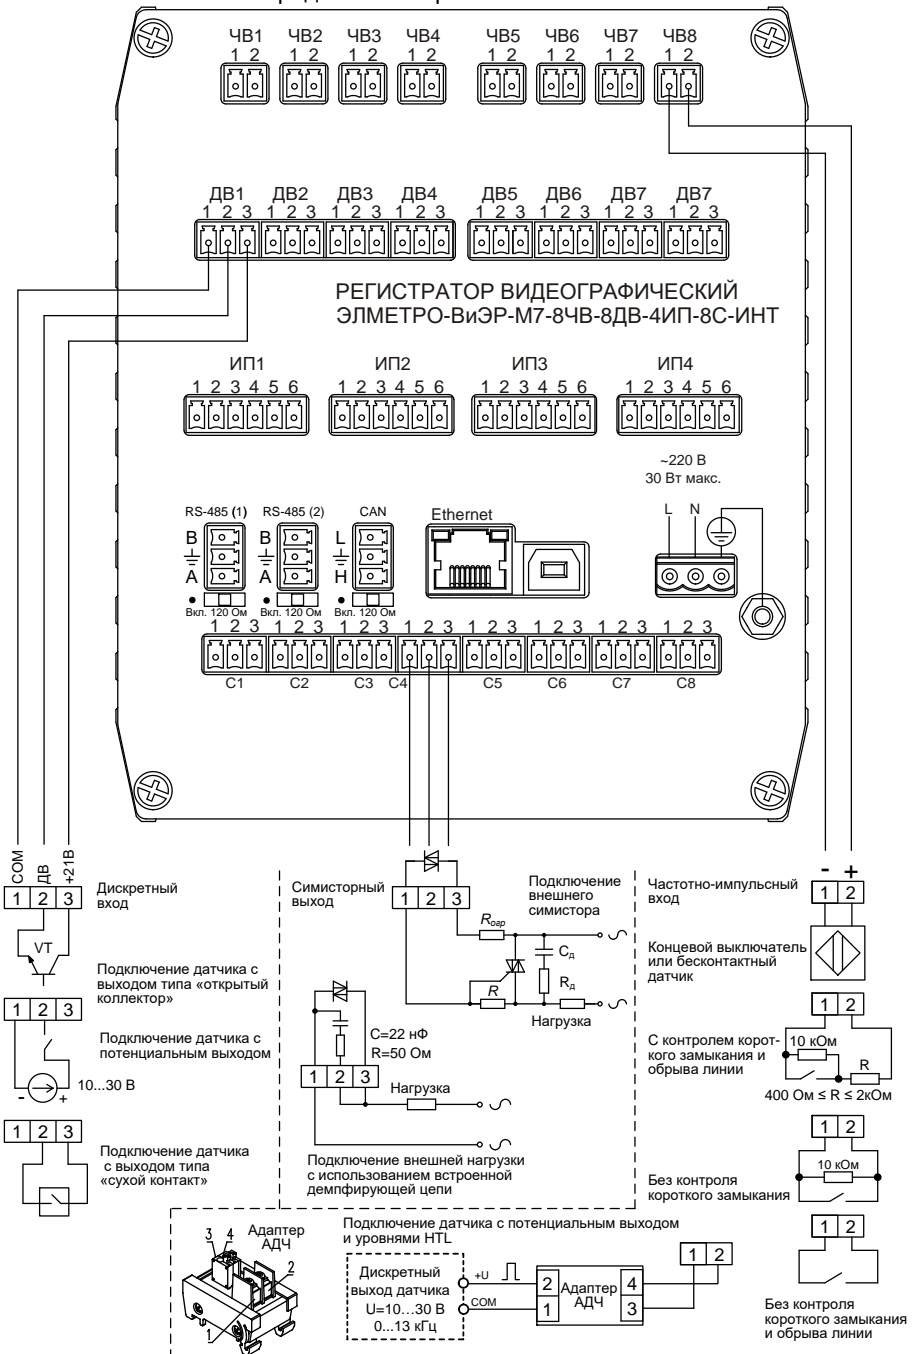 ЧВ1 ЧВ2 ЧВ3 ЧВ4 ЧВ5 ЧВ6 ЧВ7 ЧВ8
1 2 1 2 1 2 1 2 1 2 1 2 1 2 1 2
ДВ1 ДВ2 ДВ3 ДВ4 ДВ5 ДВ6 ДВ7 ДВ7
1 2 3 1 2 3 1 2 3 1 2 3 1 2 3 1 2 3 1 2 3 1 2 3
РЕГИСТРАТОР ВИДЕОГРАФИЧЕСКИЙ
ЭЛМЕТРО-ВиЭР-М7-8ЧВ-8ДВ-4ИП-8С-ИНТ
ИП1 ИП2 ИП3 ИП4
1 2 3 4 5 6 1 2 3 4 5 6 1 2 3 4 5 6 1 2 3 4 5 6
~220 В
30 Вт макс.
L N
RS-485 (1) RS-485 (2) CAN Ethernet
B B L
A A H
Вкл. 120 Ом Вкл. 120 Ом Вкл. 120 Ом
1 2 3 1 2 3 1 2 3 1 2 3 1 2 3 1 2 3 1 2 3 1 2 3
C1 C2 C3 C4 C5 C6 C7 C8
COM
ДВ
+21В
1 2 3
Дискретный
вход
VT
Подключение датчика с
выходом типа «открытый
коллектор»
1 2 3
Подключение датчика с
потенциальным выходом
10...30 В
- +
1 2 3
Подключение датчика
с выходом типа
«сухой контакт»
Симисторный
выход
1 2 3
Подключение
внешнего
симистора
Rогр
Cд
Rд
R
Нагрузка
C=22 нФ
R=50 Ом
1 2 3
Нагрузка
Подключение внешней нагрузки
с использованием встроенной
демпфирующей цепи
- +
Частотно-импульсный
вход
1 2
Концевой выключатель
или бесконтактный
датчик
1 2
С контролем корот-
кого замыкания и
обрыва линии
10 кОм
R
400 Ом ≤ R ≤ 2кОм
1 2
10 кОм
Без контроля
короткого замыкания
1 2
Без контроля
короткого замыкания
и обрыва линии
3 4
Адаптер
АДЧ
2
1
Подключение датчика с потенциальным выходом
и уровнями HTL
Дискретный
выход датчика
U=10...30 В
0...13 кГц
+U
COM
2 4
Адаптер
АДЧ
1 3
1 2